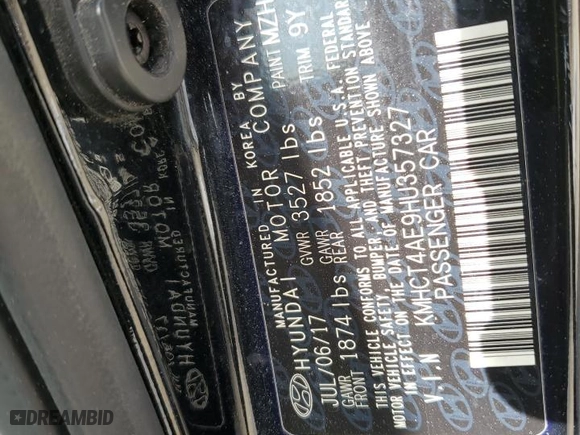 MANUFACTURED IN KOREA BY
HYUNDAI MOTOR COMPANY
JUL/06/17 GVWR 3527 lbs PAINT MZH
GAWR FRONT 1874 lbs GAWR REAR 1852 lbs TRIM 9Y
THIS VEHICLE CONFORMS TO ALL APPLICABLE U.S.A. FEDERAL
MOTOR VEHICLE SAFETY, BUMPER, AND THEFT PREVENTION STANDARDS
IN EFFECT ON THE DATE OF MANUFACTURE SHOWN ABOVE
V.I.N KMHCT4AE9HU357327
PASSENGER CAR
DREAMBID